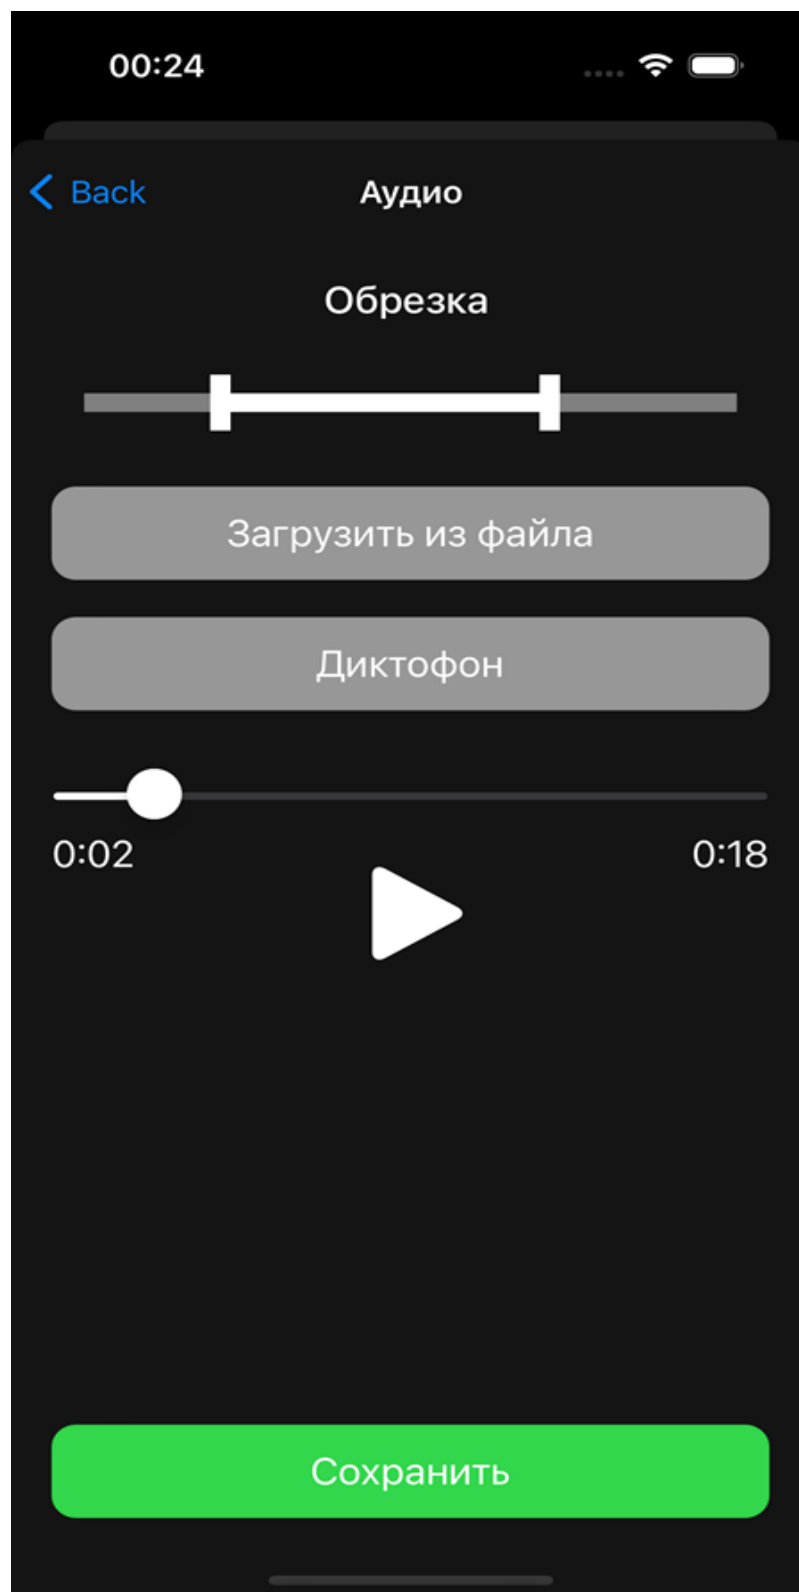 00:24
Back
Аудио
Обрезка
Загрузить из файла
Диктофон
0:02
0:18
Сохранить